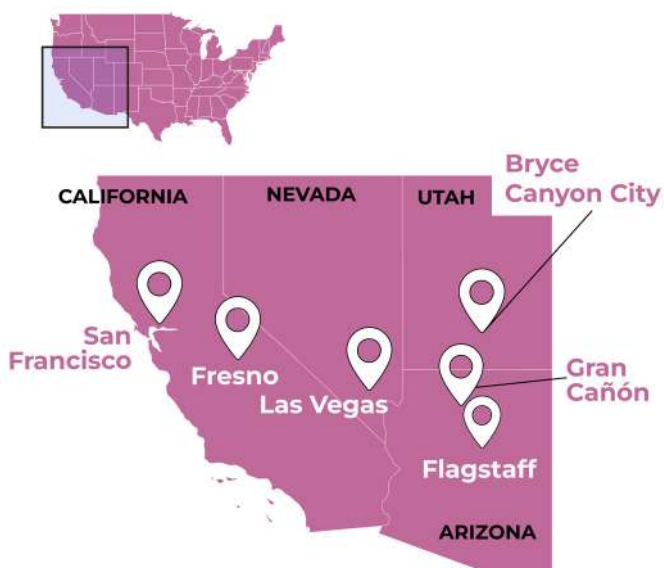 Bryce
Canyon City
CALIFORNIA
NEVADA
UTAH
San
Francisco
Fresno
Las Vegas
Gran
Cañón
Flagstaff
ARIZONA